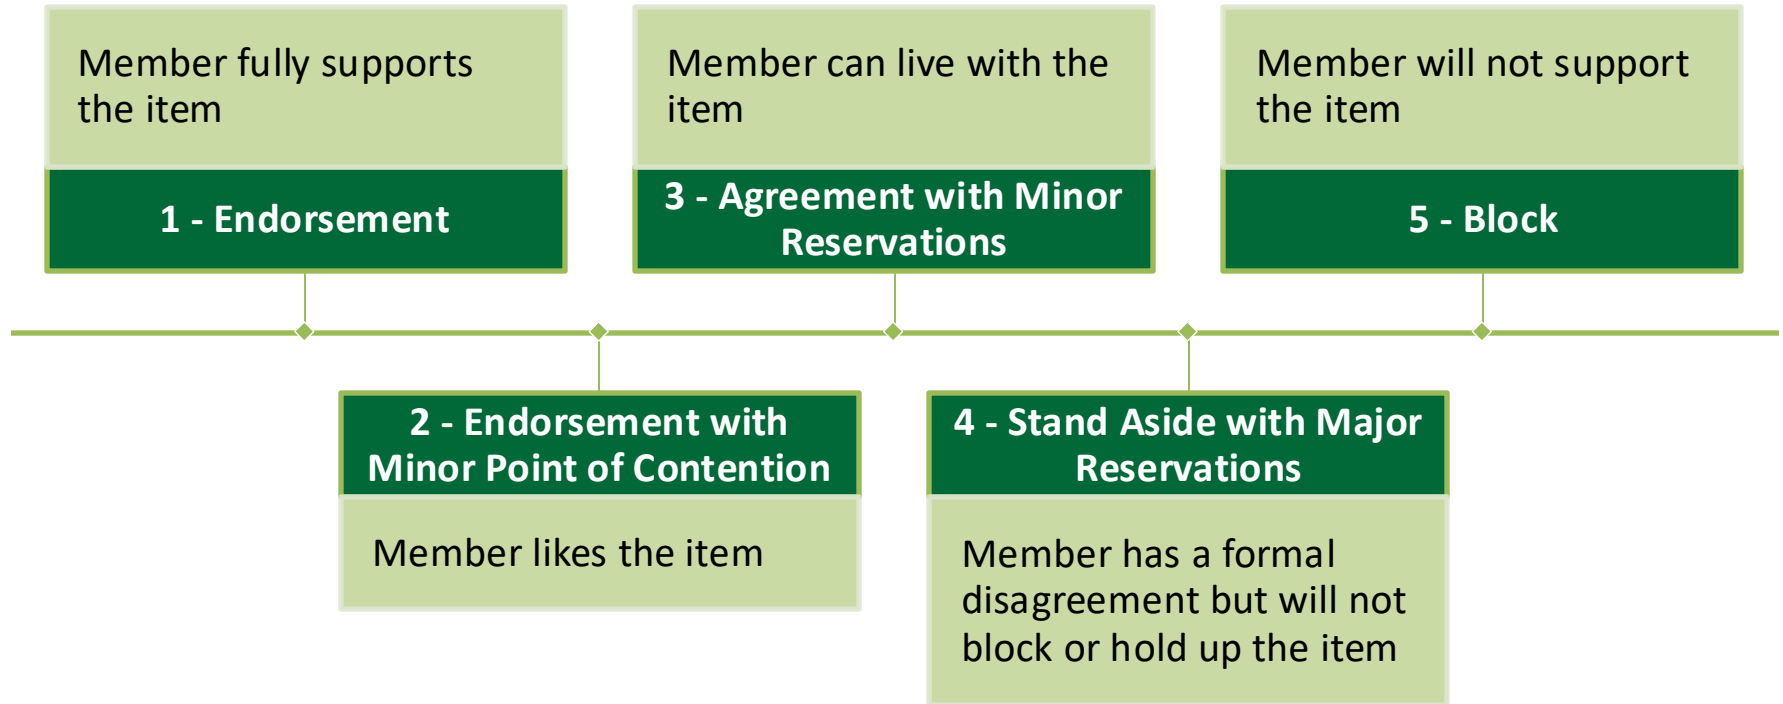 Member fully supports
the item
1 - Endorsement
2 - Endorsement with
Minor Point of Contention
Member likes the item
Member can live with the
item
3 - Agreement with Minor
Reservations
4 - Stand Aside with Major
Reservations
Member has a formal
disagreement but will not
block or hold up the item
Member will not support
the item
5 - Block